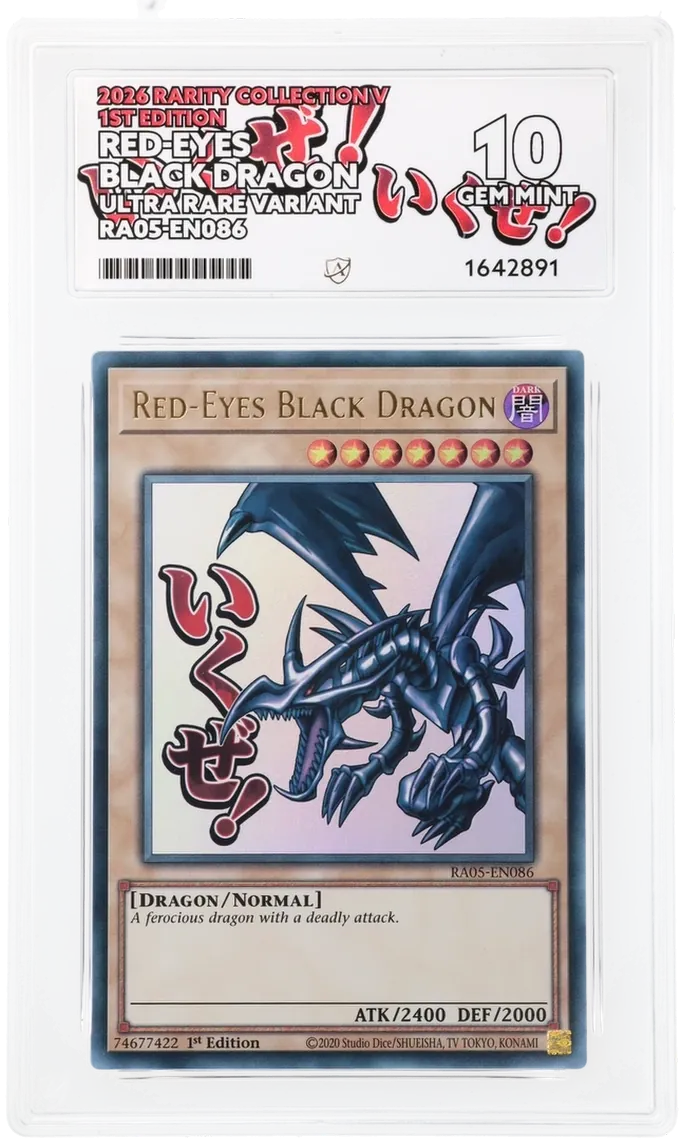 2026 RARITY COLLECTION V
1ST EDITION
RED-EYES
BLACK DRAGON
ULTRA RARE VARIANT
RA05-EN086
10
GEM MINT
いくぜ!
1642891
RED-EYES BLACK DRAGON
DARK
闇
いくぜ!
RA05-EN086
[DRAGON/NORMAL]
A ferocious dragon with a deadly attack.
ATK/2400 DEF/2000
74677422 1st Edition
©2020 Studio Dice/SHUEISHA, TV TOKYO, KONAMI